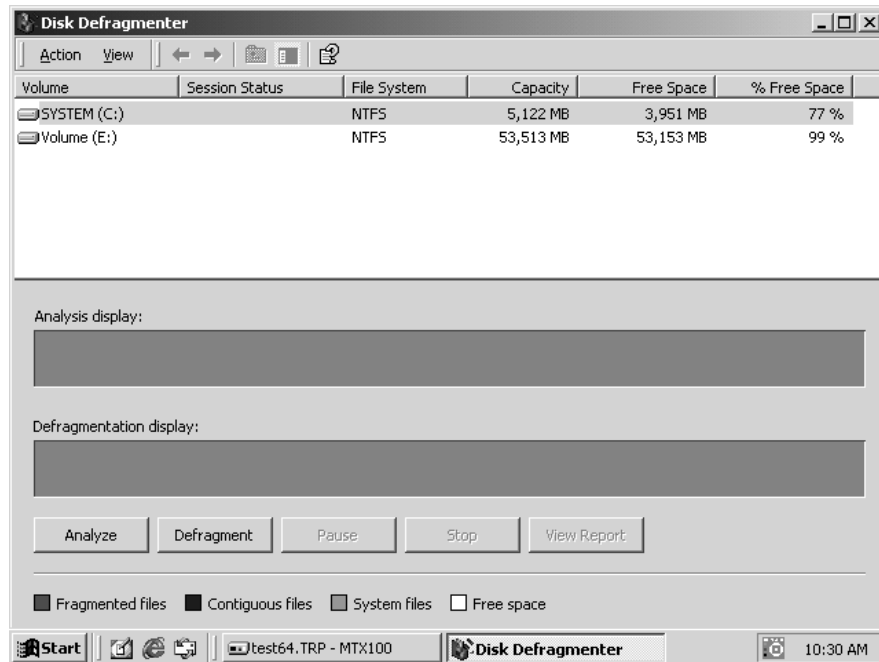 Disk Defragmenter
Action View
Volume Session Status File System Capacity Free Space % Free Space
SYSTEM (C:) NTFS 5,122 MB 3,951 MB 77 %
Volume (E:) NTFS 53,513 MB 53,153 MB 99 %
Analysis display:
Defragmentation display:
Analyze Defragment Pause Stop View Report
Fragmented files Contiguous files System files Free space
Start test64.TRP - MTX100 Disk Defragmenter 10:30 AM